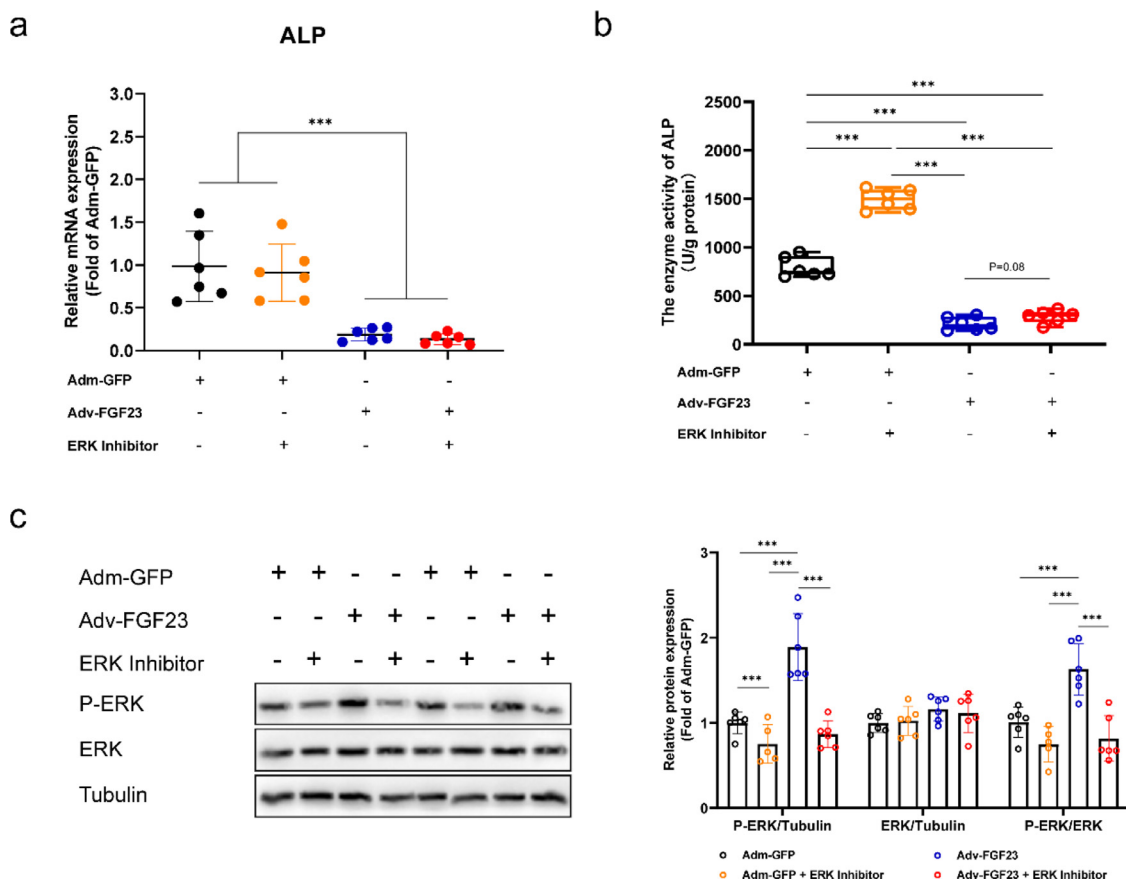 a
ALP
Relative mRNA expression
(Fold of Adm-GFP)
3.0
2.5
2.0
1.5
1.0
0.5
0.0
***
Adm-GFP + + - -
Adv-FGF23 - - + +
ERK Inhibitor - + - +
b
The enzyme activity of ALP
(U/g protein)
2500
2000
1500
1000
500
0
***
***
*** ***
***
P=0.08
Adm-GFP + + - -
Adv-FGF23 - - + +
ERK Inhibitor - + - +
c
Adm-GFP + + - - + + - -
Adv-FGF23 - - + + - - + +
ERK Inhibitor - + - + - + - +
P-ERK
ERK
Tubulin
Relative protein expression
(Fold of Adm-GFP)
3
2
1
0
***
***
***
***
***
***
***
P-ERK/Tubulin ERK/Tubulin P-ERK/ERK
Adm-GFP Adv-FGF23
Adm-GFP + ERK Inhibitor Adv-FGF23 + ERK Inhibitor